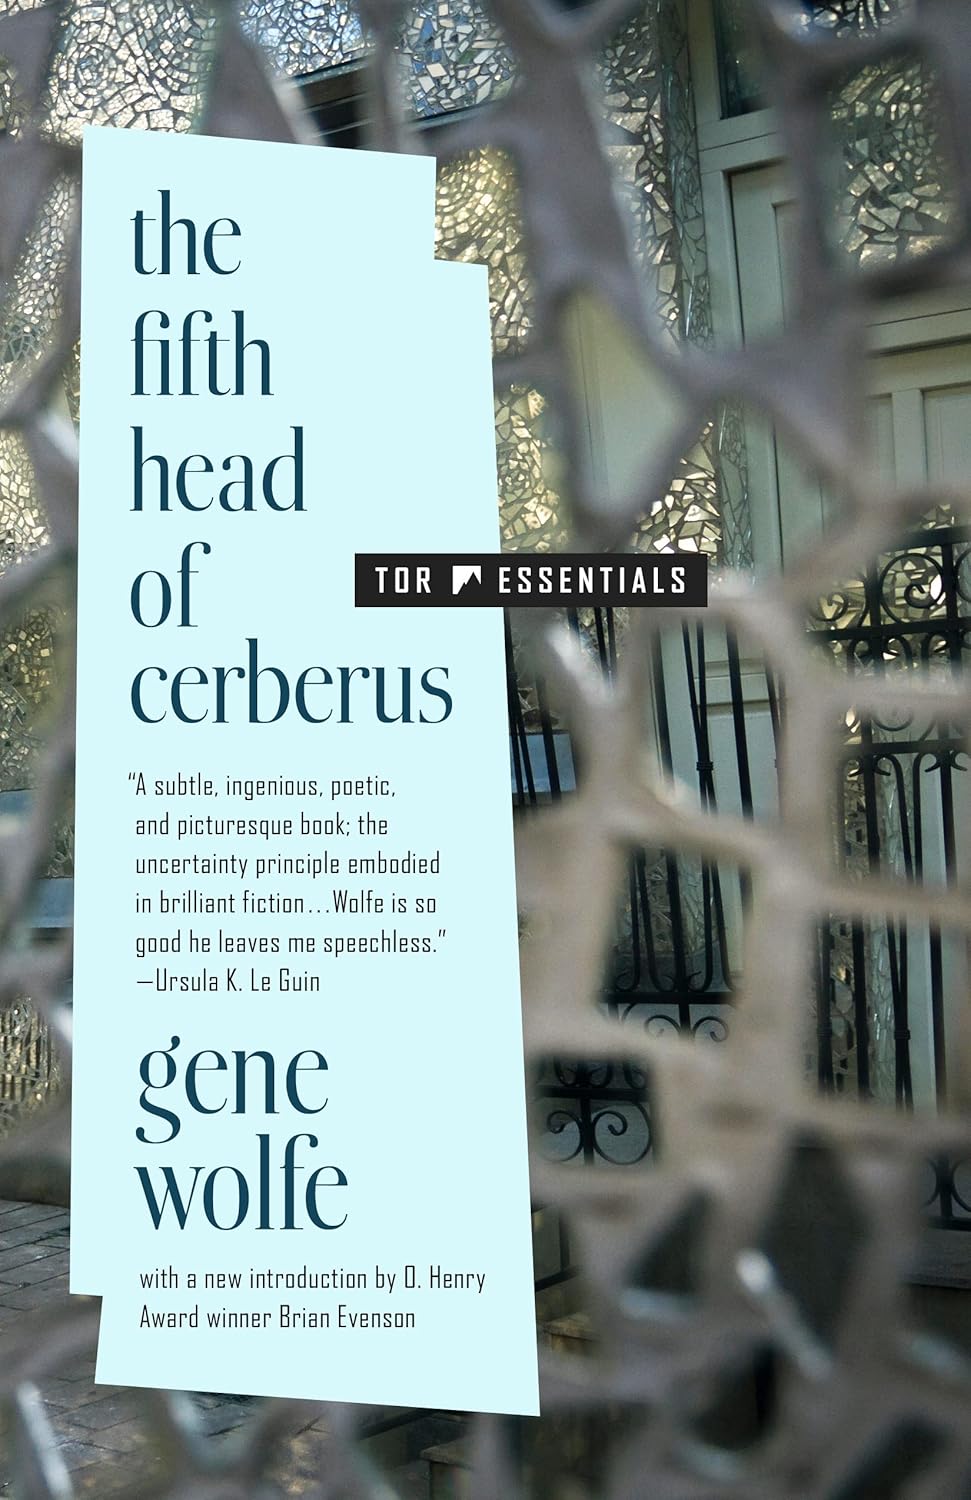 the
fifth
head
of
cerberus
TOR ESSENTIALS
“A subtle, ingenious, poetic,
and picturesque book; the
uncertainty principle embodied
in brilliant fiction...Wolfe is so
good he leaves me speechless.”
—Ursula K. Le Guin
gene
wolfe
with a new introduction by O. Henry
Award winner Brian Evenson